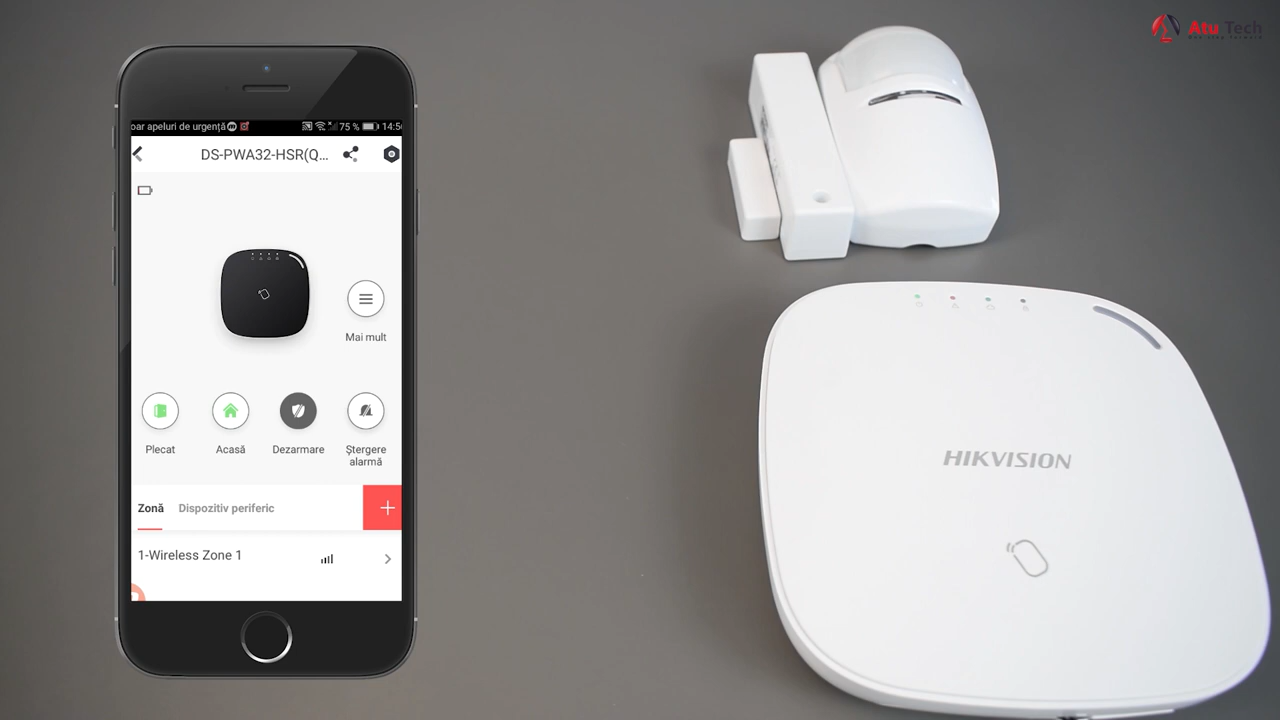 Atu Tech
oar apeluri de urgență
75 %
14:50
DS-PWA32-HSR(Q...
Mai mult
Plecat
Acasă
Dezarmare
Ștergere
alarmă
Zonă
Dispozitiv periferic
1-Wireless Zone 1
HIKVISION